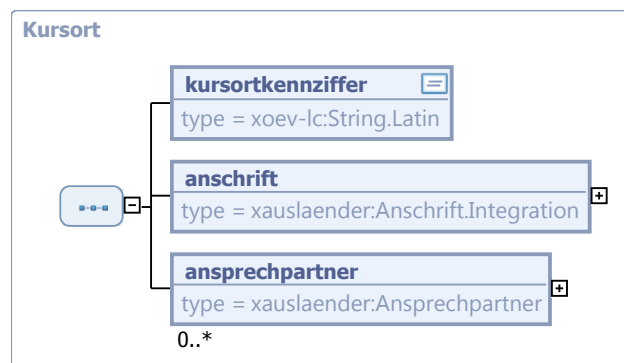 Kursort
kursortkennziffer
type = xoev-lc:String.Latin
anschrift
type = xauslaender:Anschrift.Integration
ansprechpartner
type = xauslaender:Ansprechpartner
0..*